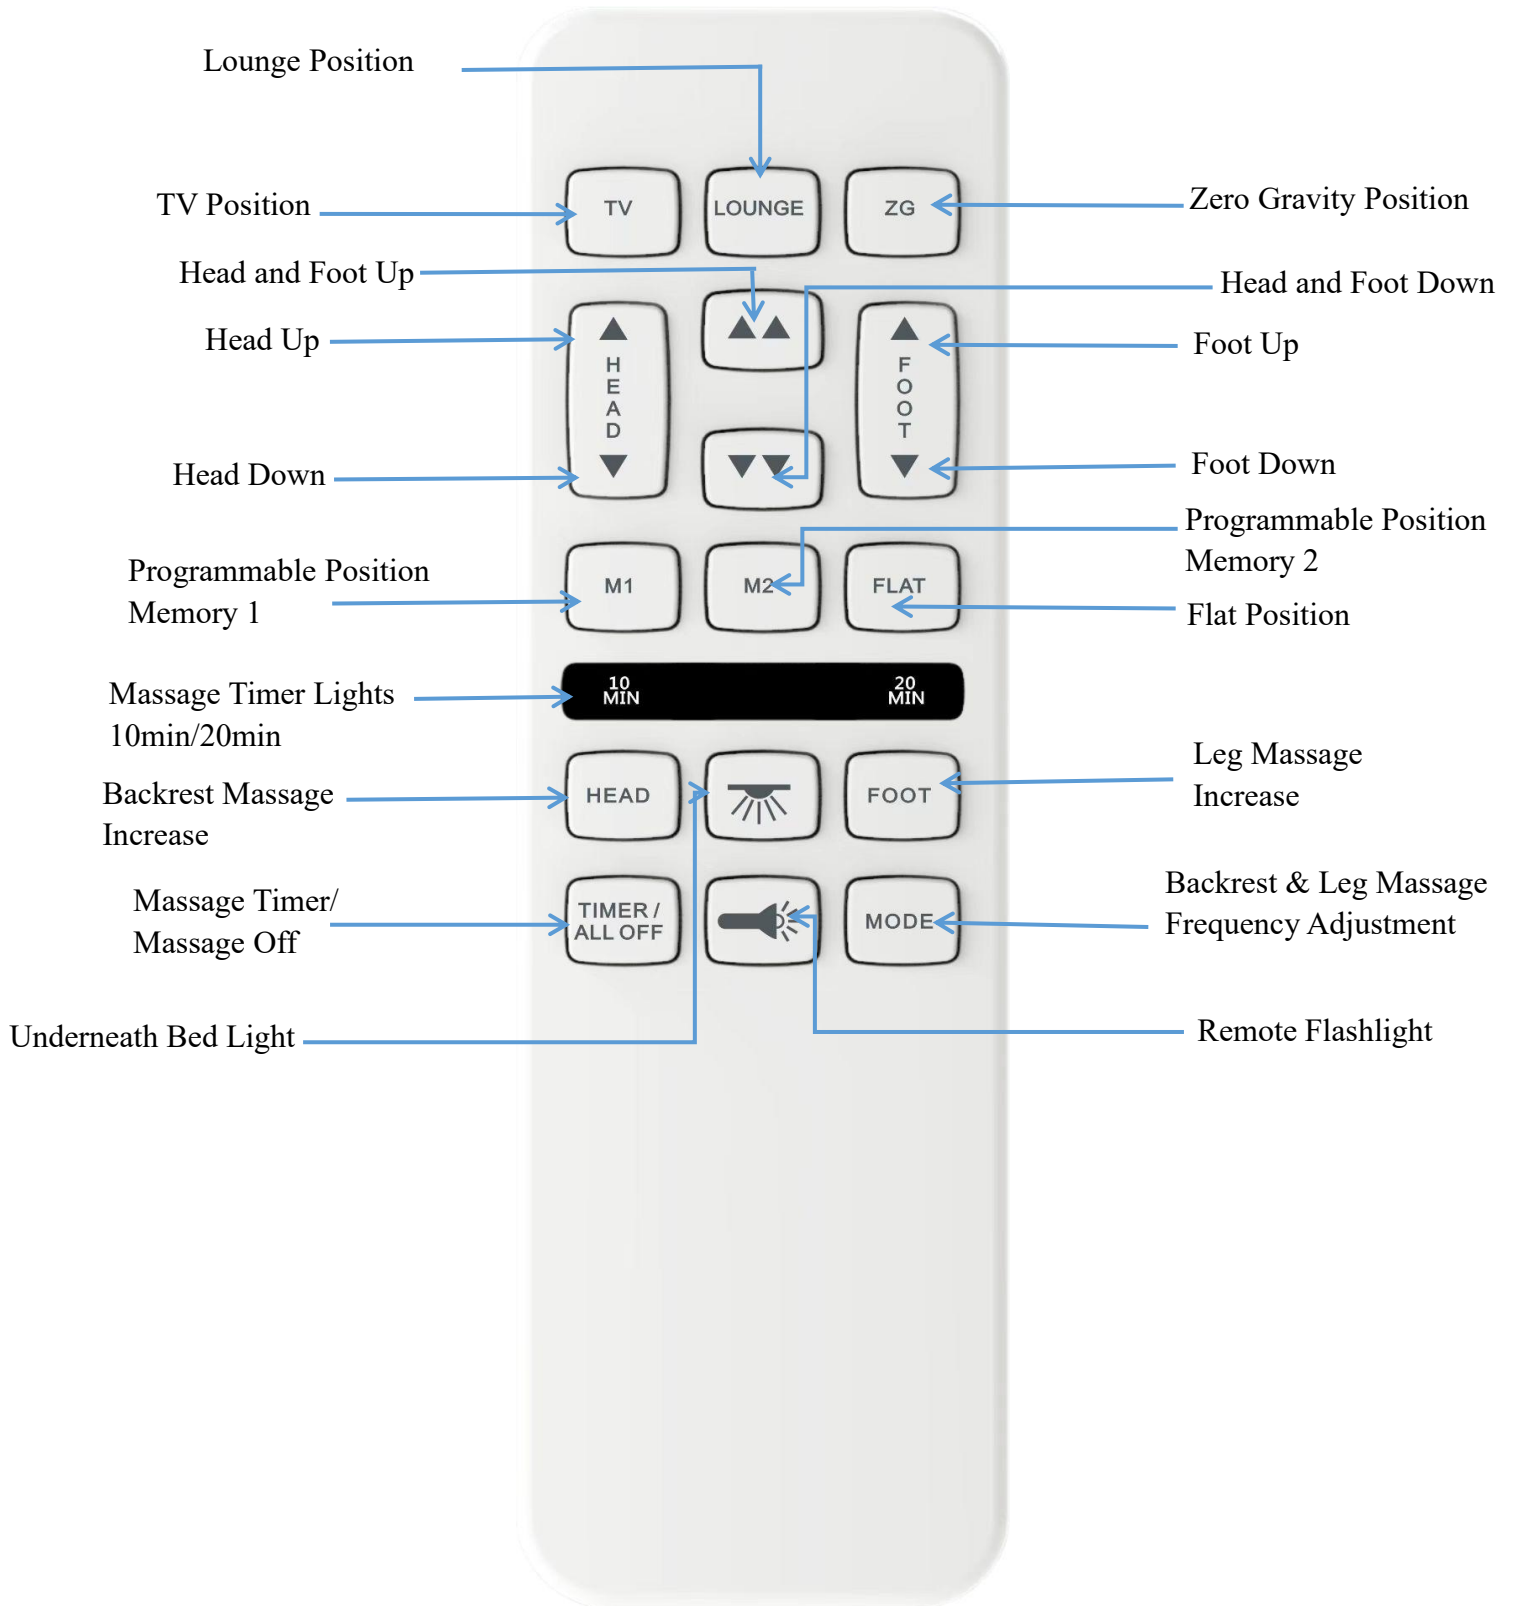 Lounge Position
TV Position
TV
LOUNGE
ZG
Zero Gravity Position
Head and Foot Up
Head and Foot Down
Head Up
HEAD
FOOT
Foot Up
Head Down
Foot Down
Programmable Position
Memory 2
Programmable Position
Memory 1
M1
M2
FLAT
Flat Position
Massage Timer Lights
10min/20min
10
MIN
20
MIN
Leg Massage
Increase
Backrest Massage
Increase
HEAD
FOOT
Massage Timer/
Massage Off
TIMER /
ALL OFF
MODE
Backrest & Leg Massage
Frequency Adjustment
Underneath Bed Light
Remote Flashlight